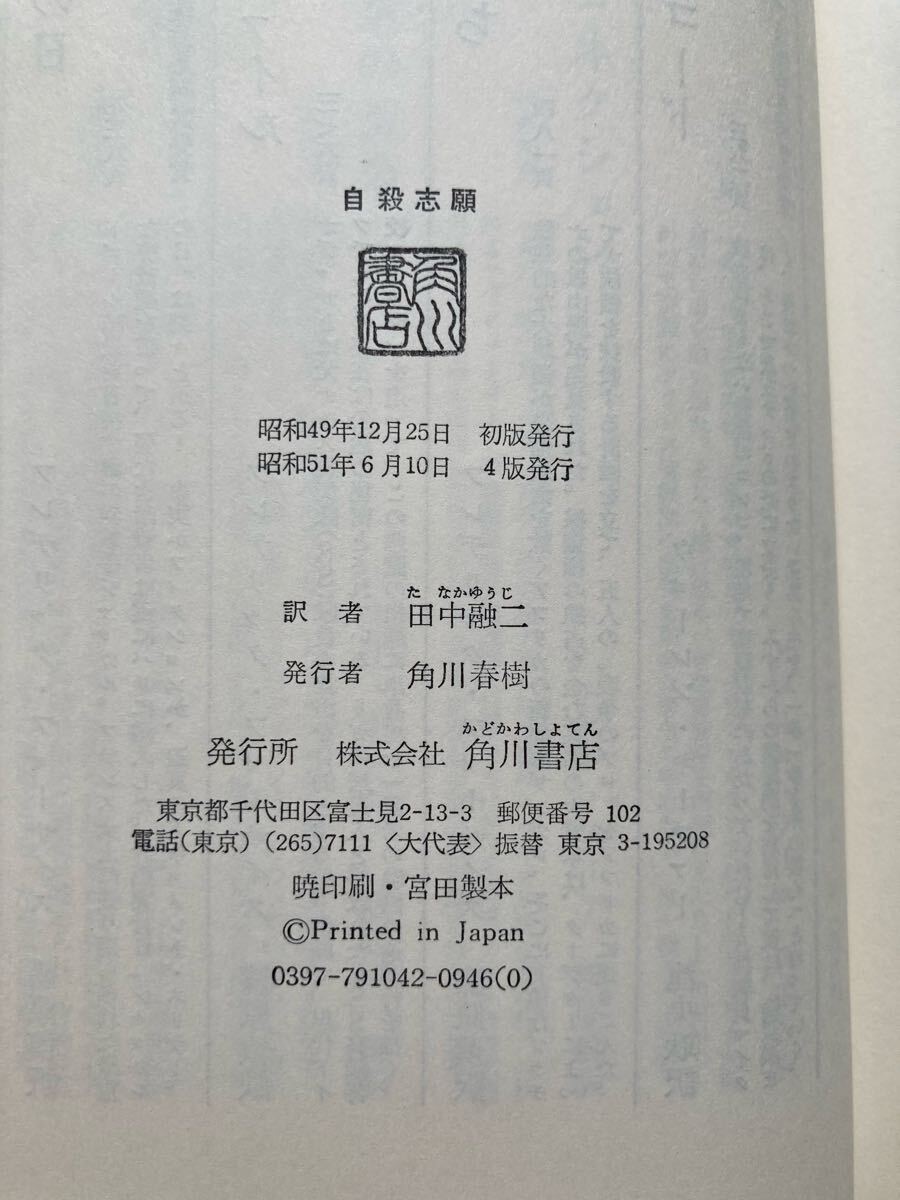 自殺志願
角川書店
昭和49年12月25日 初版発行
昭和51年6月10日 4版発行
たなかゆうじ
訳者 田中融二
発行者 角川春樹
かどかわしよてん
発行所 株式会社 角川書店
東京都千代田区富士見2-13-3 郵便番号 102
電話(東京) (265)7111〈大代表〉振替 東京 3-195208
暁印刷・宮田製本
©Printed in Japan
0397-791042-0946(0)